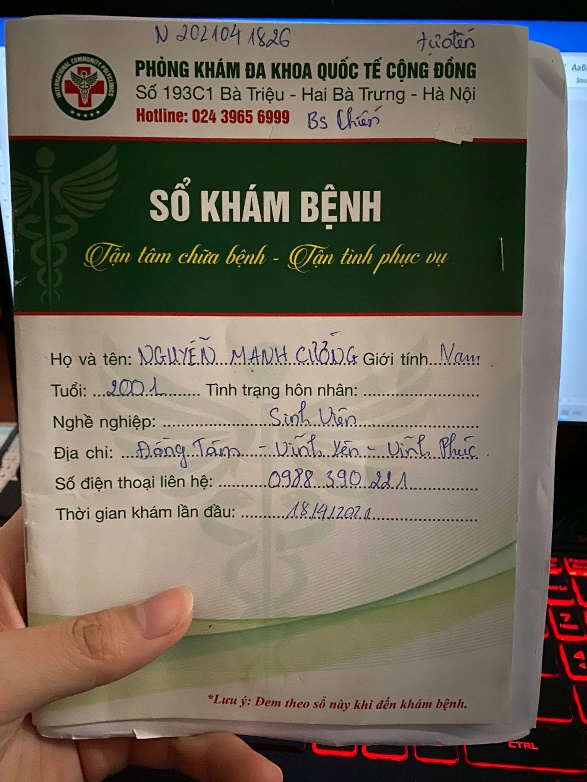 N 202104 1826 tự đến
INTERNATIONAL COMMUNITY POLYCLINICS
PHÒNG KHÁM ĐA KHOA QUỐC TẾ CỘNG ĐỒNG
Số 193C1 Bà Triệu - Hai Bà Trưng - Hà Nội
Hotline: 024 3965 6999 Bs Chiến
SỔ KHÁM BỆNH
Tận tâm chữa bệnh - Tận tình phục vụ
Họ và tên: NGUYỄN MẠNH CƯỜNG Giới tính Nam
Tuổi: 2001 Tình trạng hôn nhân:
Nghề nghiệp: Sinh Viên
Địa chỉ: Đồng Tâm - Vĩnh Yên - Vĩnh Phúc
Số điện thoại liên hệ: 0988 390 221
Thời gian khám lần đầu: 18/4/2021
*Lưu ý: Đem theo sổ này khi đến khám bệnh.
CTRL